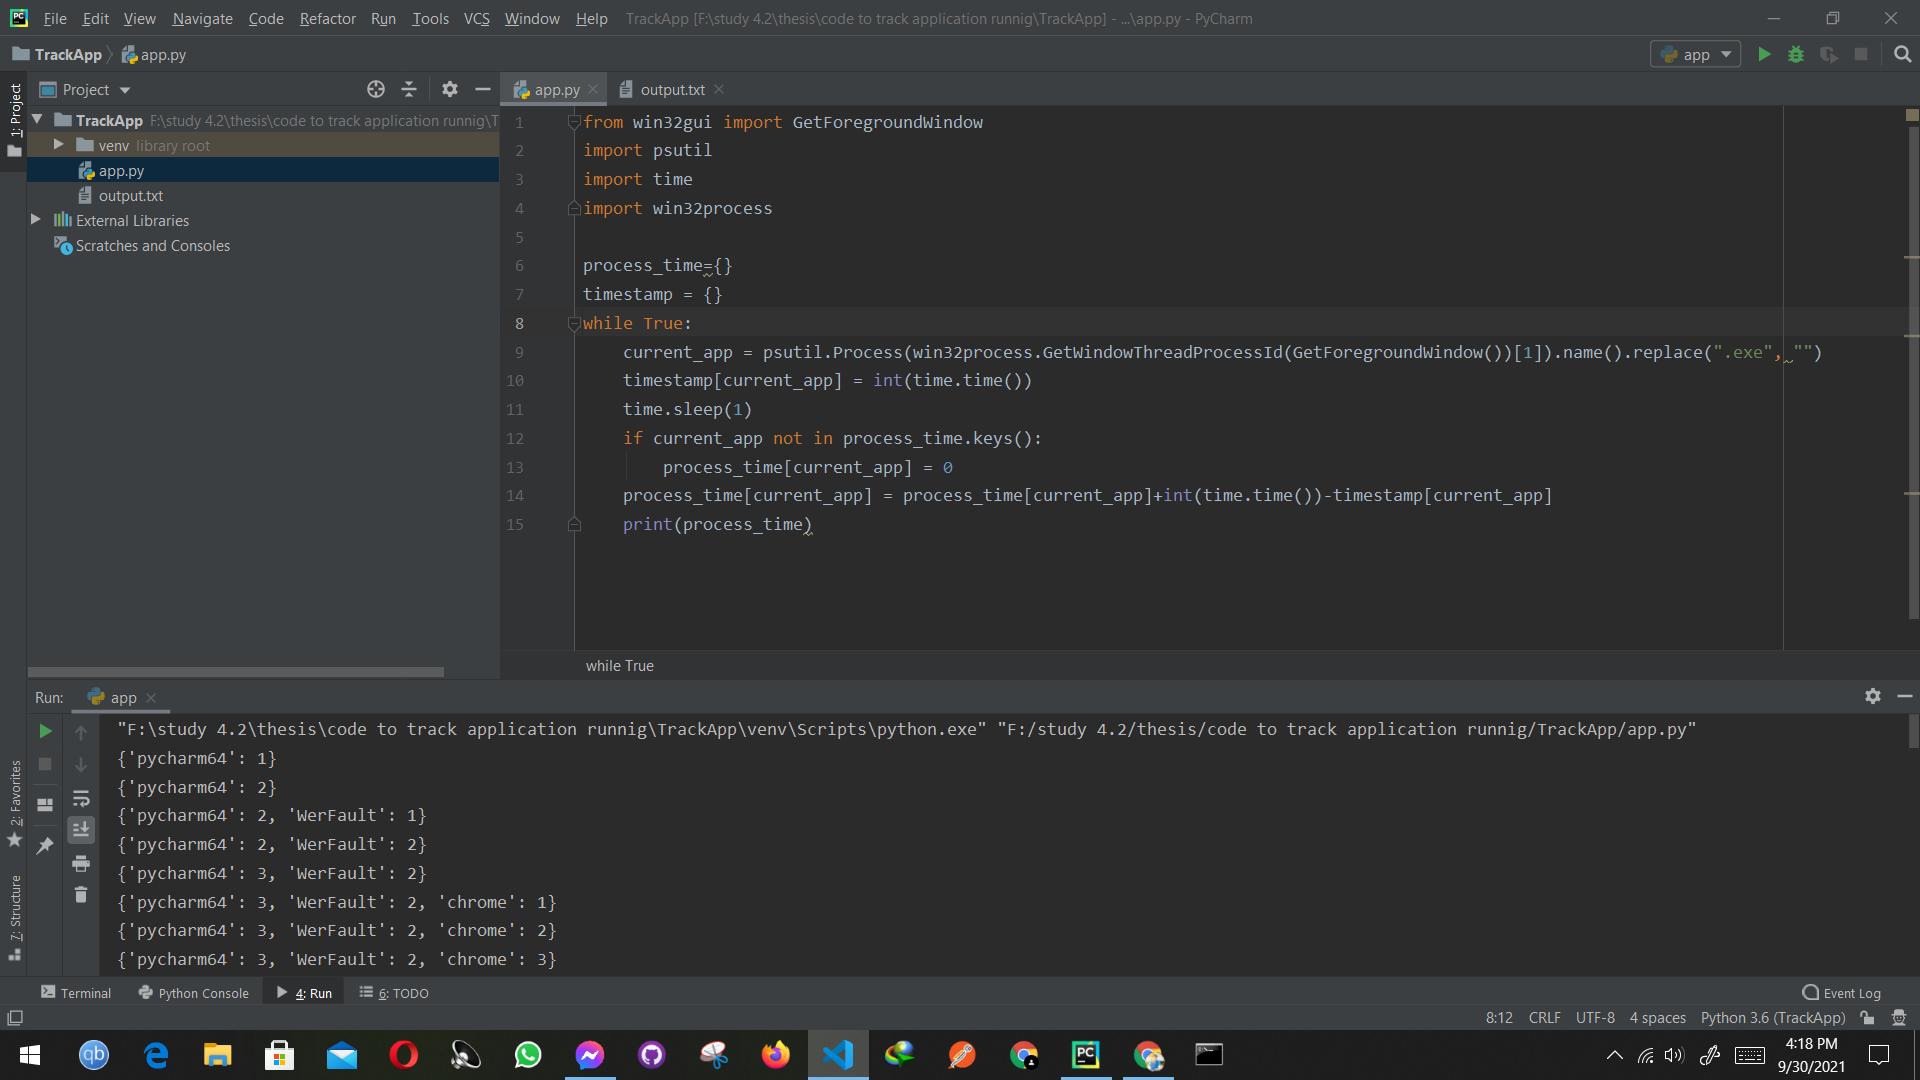 File Edit View Navigate Code Refactor Run Tools VCS Window Help TrackApp [F:\study 4.2\thesis\code to track application runnig\TrackApp] - ...\app.py - PyCharm
TrackApp app.py app
1: Project
Project
app.py output.txt
TrackApp F:\study 4.2\thesis\code to track application runnig\T
venv library root
app.py
output.txt
External Libraries
Scratches and Consoles
1 from win32gui import GetForegroundWindow
2 import psutil
3 import time
4 import win32process
5
6 process_time={}
7 timestamp = {}
8 while True:
9 current_app = psutil.Process(win32process.GetWindowThreadProcessId(GetForegroundWindow())[1]).name().replace(".exe", "")
10 timestamp[current_app] = int(time.time())
11 time.sleep(1)
12 if current_app not in process_time.keys():
13 process_time[current_app] = 0
14 process_time[current_app] = process_time[current_app]+int(time.time())-timestamp[current_app]
15 print(process_time)
while True
Run: app
"F:\study 4.2\thesis\code to track application runnig\TrackApp\venv\Scripts\python.exe" "F:/study 4.2/thesis/code to track application runnig/TrackApp/app.py"
{'pycharm64': 1}
{'pycharm64': 2}
{'pycharm64': 2, 'WerFault': 1}
{'pycharm64': 2, 'WerFault': 2}
{'pycharm64': 3, 'WerFault': 2}
{'pycharm64': 3, 'WerFault': 2, 'chrome': 1}
{'pycharm64': 3, 'WerFault': 2, 'chrome': 2}
{'pycharm64': 3, 'WerFault': 2, 'chrome': 3}
2: Favorites
7: Structure
Terminal Python Console 4: Run 6: TODO Event Log
8:12 CRLF UTF-8 4 spaces Python 3.6 (TrackApp)
qb PC
4:18 PM
9/30/2021